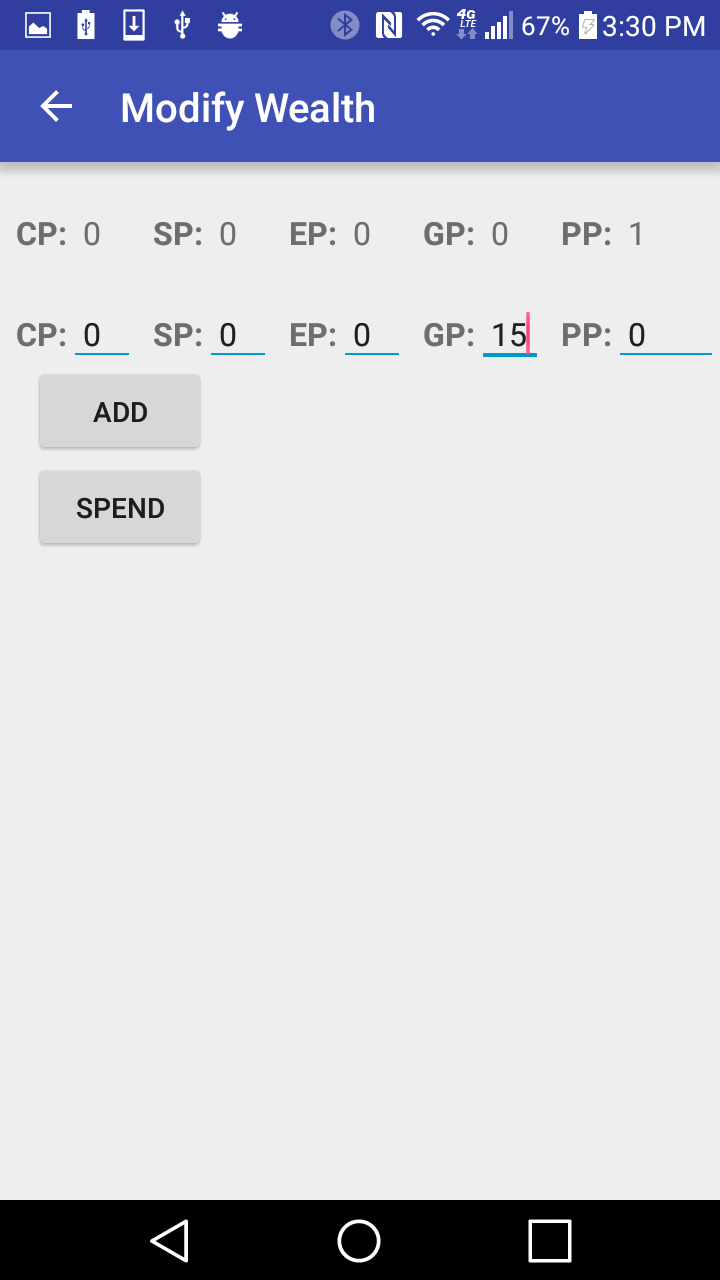 67% 3:30 PM
Modify Wealth
CP: 0 SP: 0 EP: 0 GP: 0 PP: 1
CP: 0 SP: 0 EP: 0 GP: 15 PP: 0
ADD
SPEND